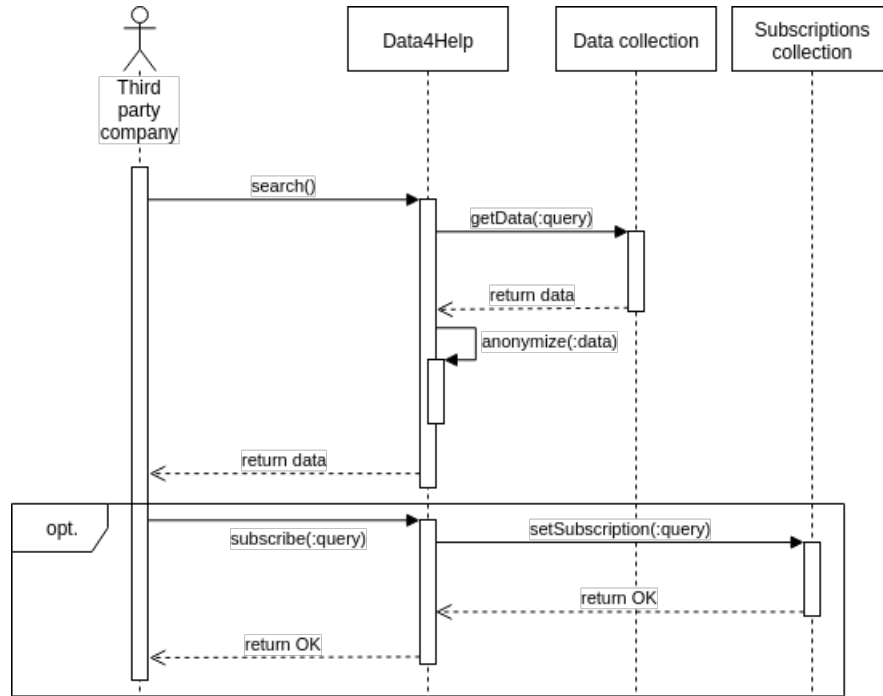 Data4Help
Data collection
Subscriptions
collection
Third
party
company
search()
getData(:query)
return data
anonymize(:data)
return data
opt.
subscribe(:query)
setSubscription(:query)
return OK
return OK